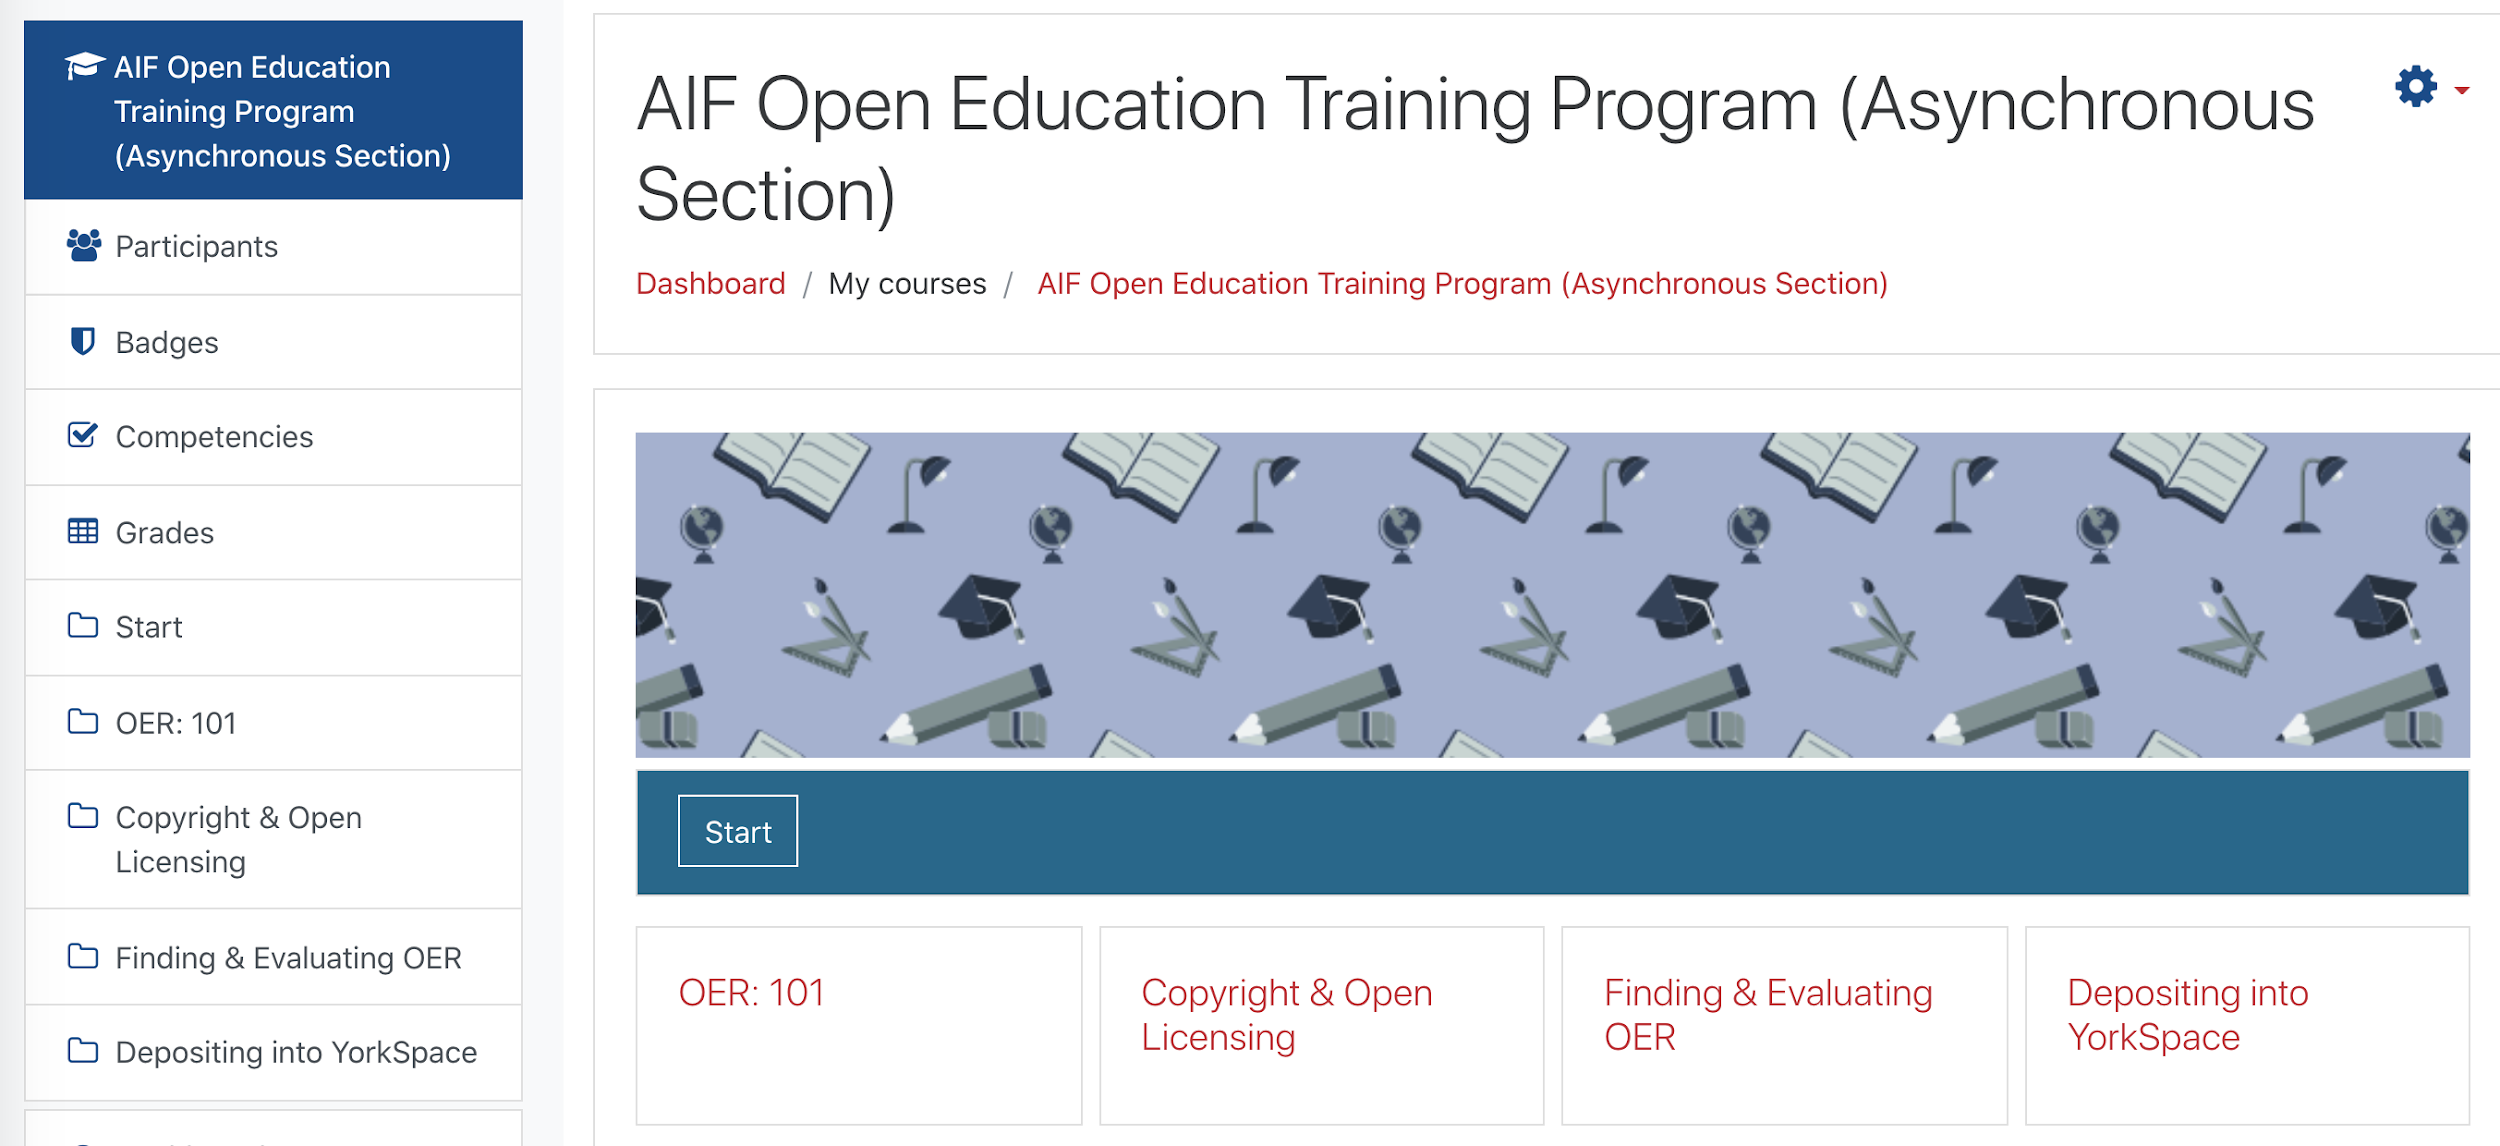 AIF Open Education
Training Program
(Asynchronous Section)
Participants
Badges
Competencies
Grades
Start
OER: 101
Copyright & Open
Licensing
Finding & Evaluating OER
Depositing into YorkSpace
AIF Open Education Training Program (Asynchronous
Section)
Dashboard / My courses / AIF Open Education Training Program (Asynchronous Section)
Start
OER: 101
Copyright & Open
Licensing
Finding & Evaluating
OER
Depositing into
YorkSpace